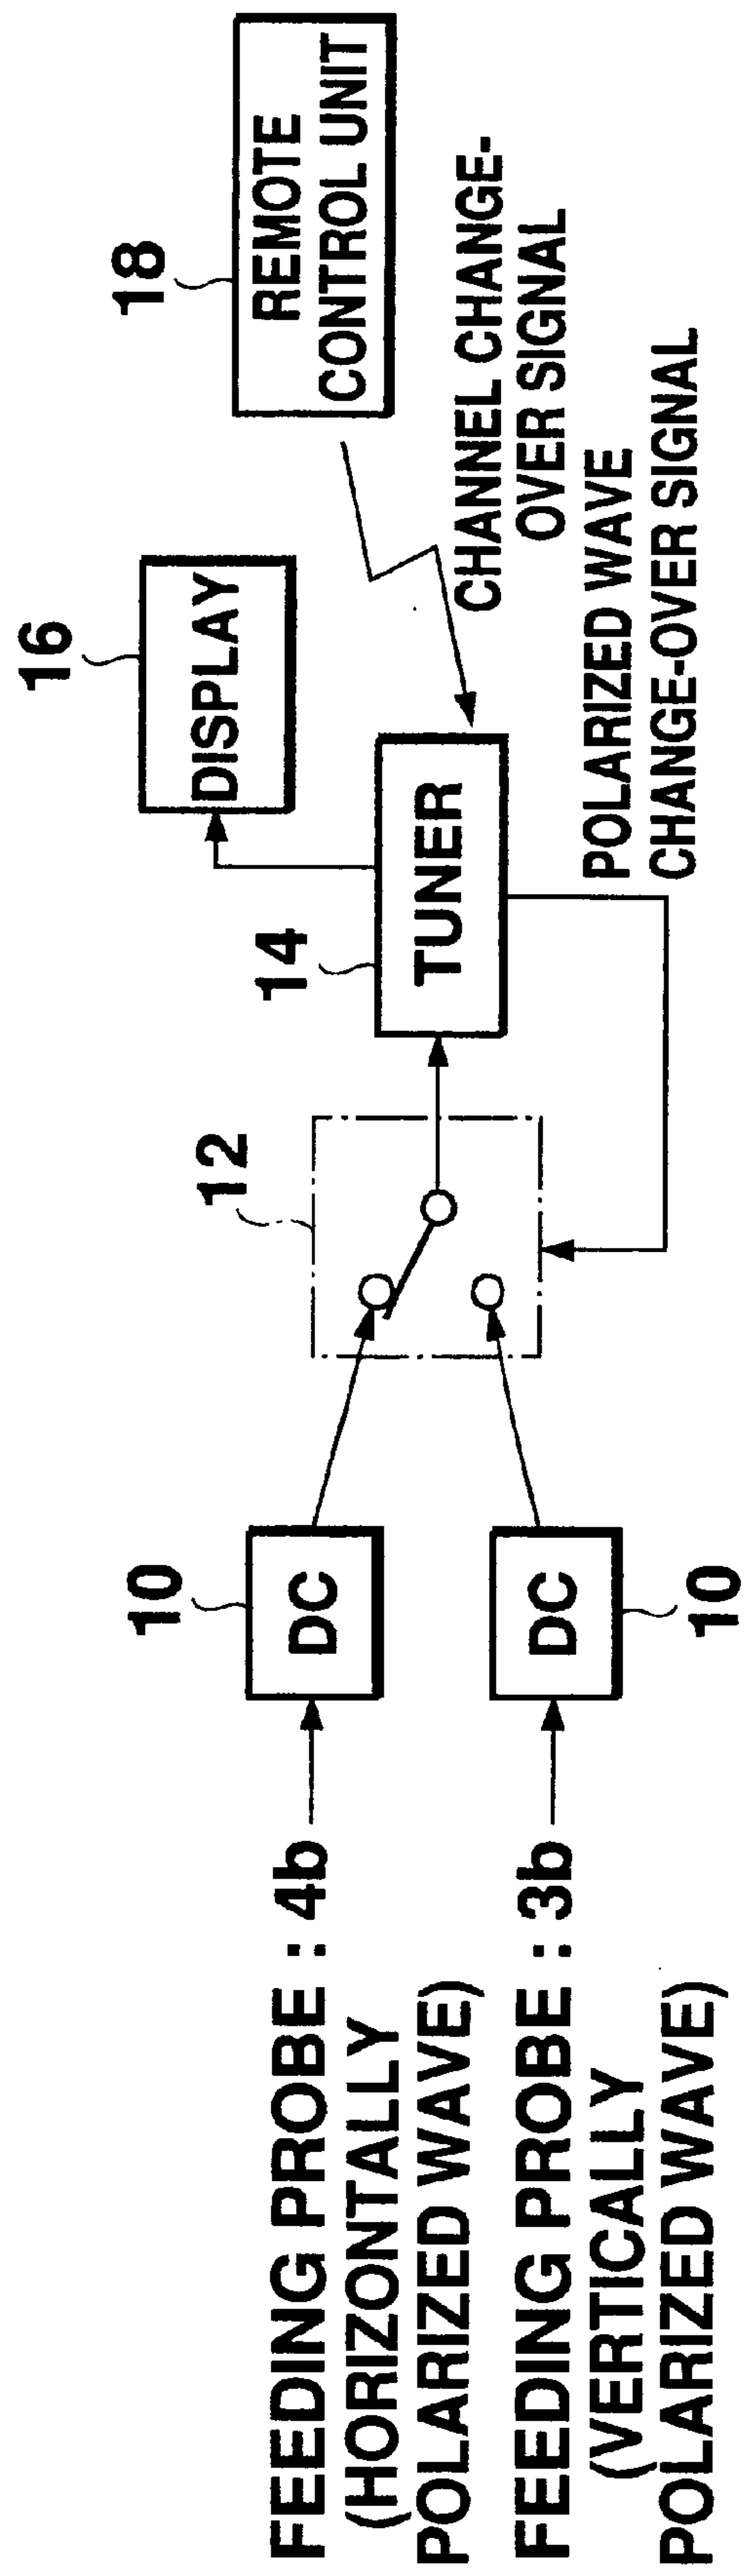 FEEDING PROBE : 4b
(HORIZONTALLY
POLARIZED WAVE)
FEEDING PROBE : 3b
(VERTICALLY
POLARIZED WAVE)
10
DC
DC
10
12
14
TUNER
16
DISPLAY
18
REMOTE
CONTROL UNIT
CHANNEL CHANGE-
OVER SIGNAL
POLARIZED WAVE
CHANGE-OVER SIGNAL